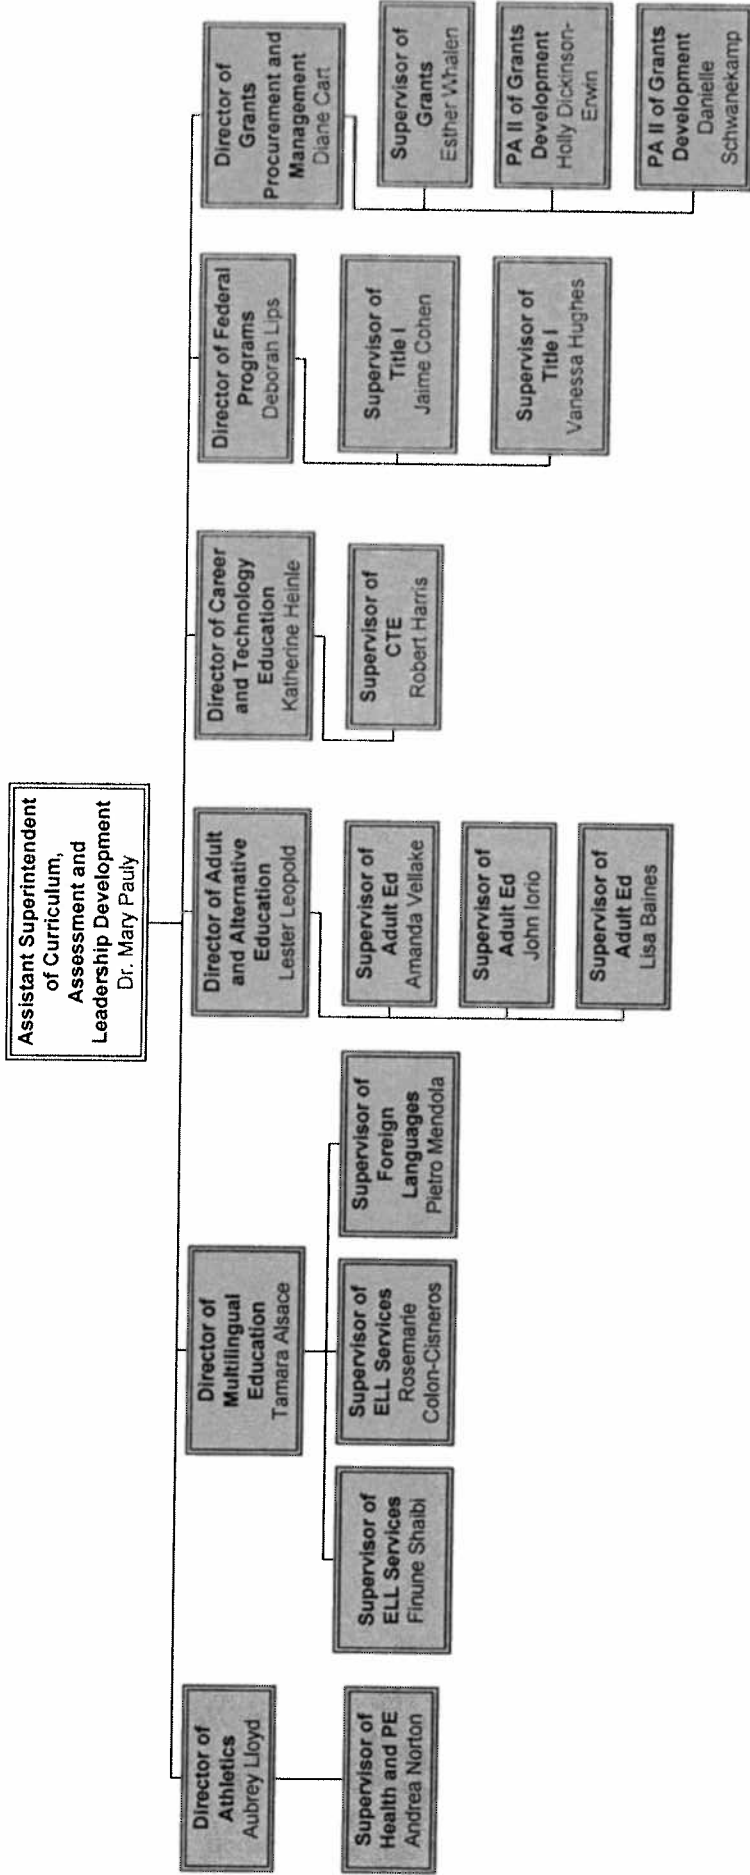 Assistant Superintendent
of Curriculum,
Assessment and
Leadership Development
Dr. Mary Pauly
Director of
Athletics
Aubrey Lloyd
Supervisor of
Health and PE
Andrea Norton
Director of
Multilingual
Education
Tamara Alsace
Supervisor of
ELL Services
Finune Shaibi
Supervisor of
ELL Services
Rosemarie
Colon-Cisneros
Supervisor of
Foreign
Languages
Pietro Mendola
Director of Adult
and Alternative
Education
Lester Leopold
Supervisor of
Adult Ed
Amanda Vellake
Supervisor of
Adult Ed
John Iorio
Supervisor of
Adult Ed
Lisa Baines
Director of Career
and Technology
Education
Katherine Heinle
Supervisor of
CTE
Robert Harris
Director of Federal
Programs
Deborah Lips
Supervisor of
Title I
Jaime Cohen
Supervisor of
Title I
Vanessa Hughes
Director of
Grants
Procurement and
Management
Diane Cart
Supervisor of
Grants
Esther Whalen
PA II of Grants
Development
Holly Dickinson-
Erwin
PA II of Grants
Development
Danielle
Schwanekamp